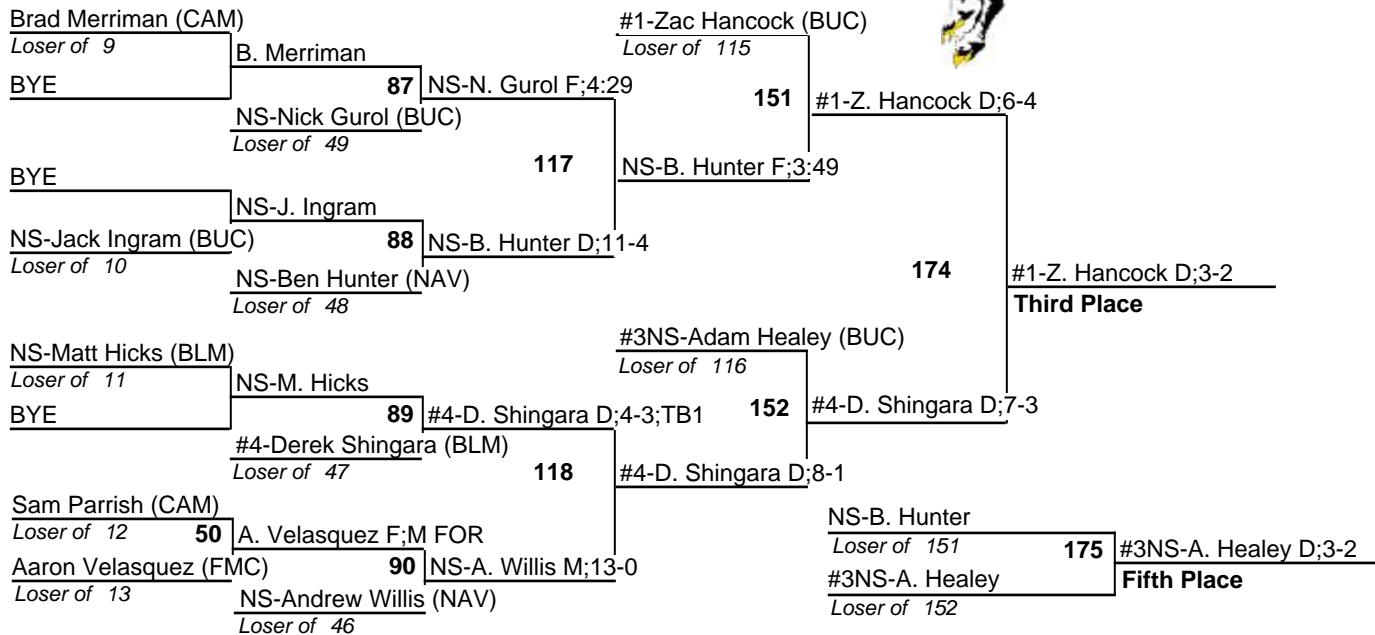 Brad Merriman (CAM)
Loser of 9
B. Merriman
BYE
87
NS-N. Gurol F;4:29
NS-Nick Gurol (BUC)
Loser of 49
117
BYE
NS-J. Ingram
NS-Jack Ingram (BUC)
Loser of 10
88
NS-B. Hunter D;11-4
NS-Ben Hunter (NAV)
Loser of 48
#1-Zac Hancock (BUC)
Loser of 115
151
#1-Z. Hancock D;6-4
NS-B. Hunter F;3:49
174
#1-Z. Hancock D;3-2
Third Place
NS-Matt Hicks (BLM)
Loser of 11
NS-M. Hicks
BYE
89
#4-D. Shingara D;4-3;TB1
#4-Derek Shingara (BLM)
Loser of 47
118
#3NS-Adam Healey (BUC)
Loser of 116
152
#4-D. Shingara D;7-3
#4-D. Shingara D;8-1
Sam Parrish (CAM)
Loser of 12
50
A. Velasquez F;M FOR
Aaron Velasquez (FMC)
Loser of 13
90
NS-A. Willis M;13-0
NS-Andrew Willis (NAV)
Loser of 46
NS-B. Hunter
Loser of 151
175
#3NS-A. Healey D;3-2
#3NS-A. Healey
Fifth Place
Loser of 152